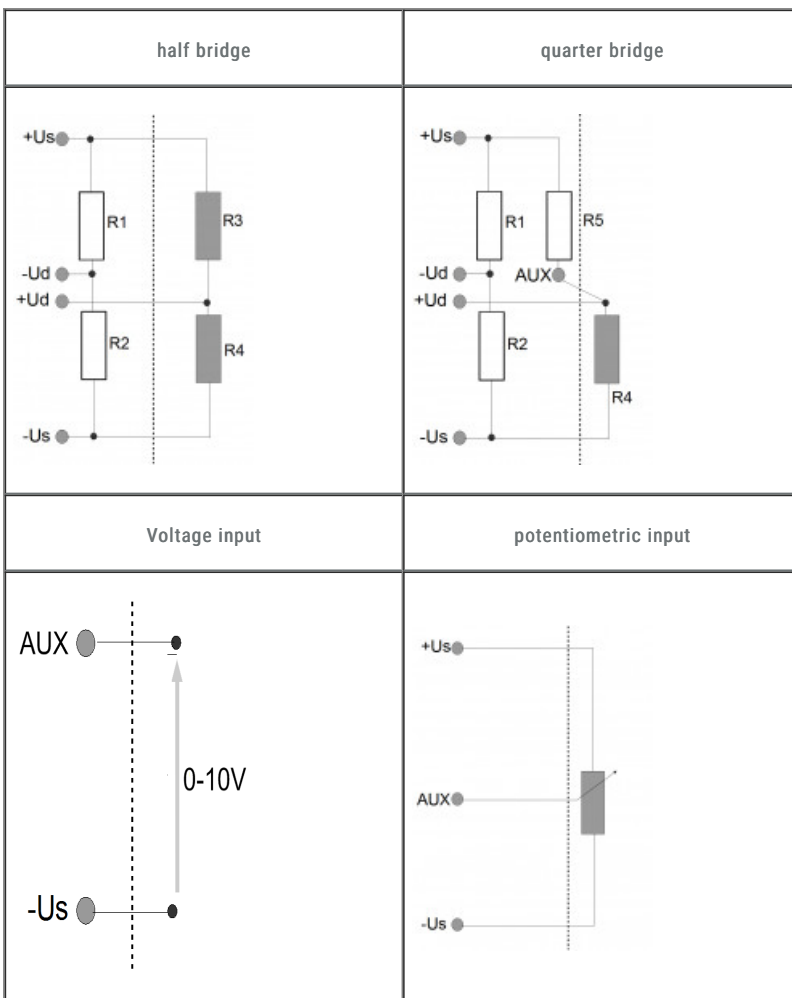 half bridge
quarter bridge
+Us
R1
R3
-Ud
+Ud
R2
R4
-Us
+Us
R1
R5
-Ud
AUX
+Ud
R2
R4
-Us
Voltage input
potentiometric input
AUX
0-10V
-Us
+Us
AUX
-Us